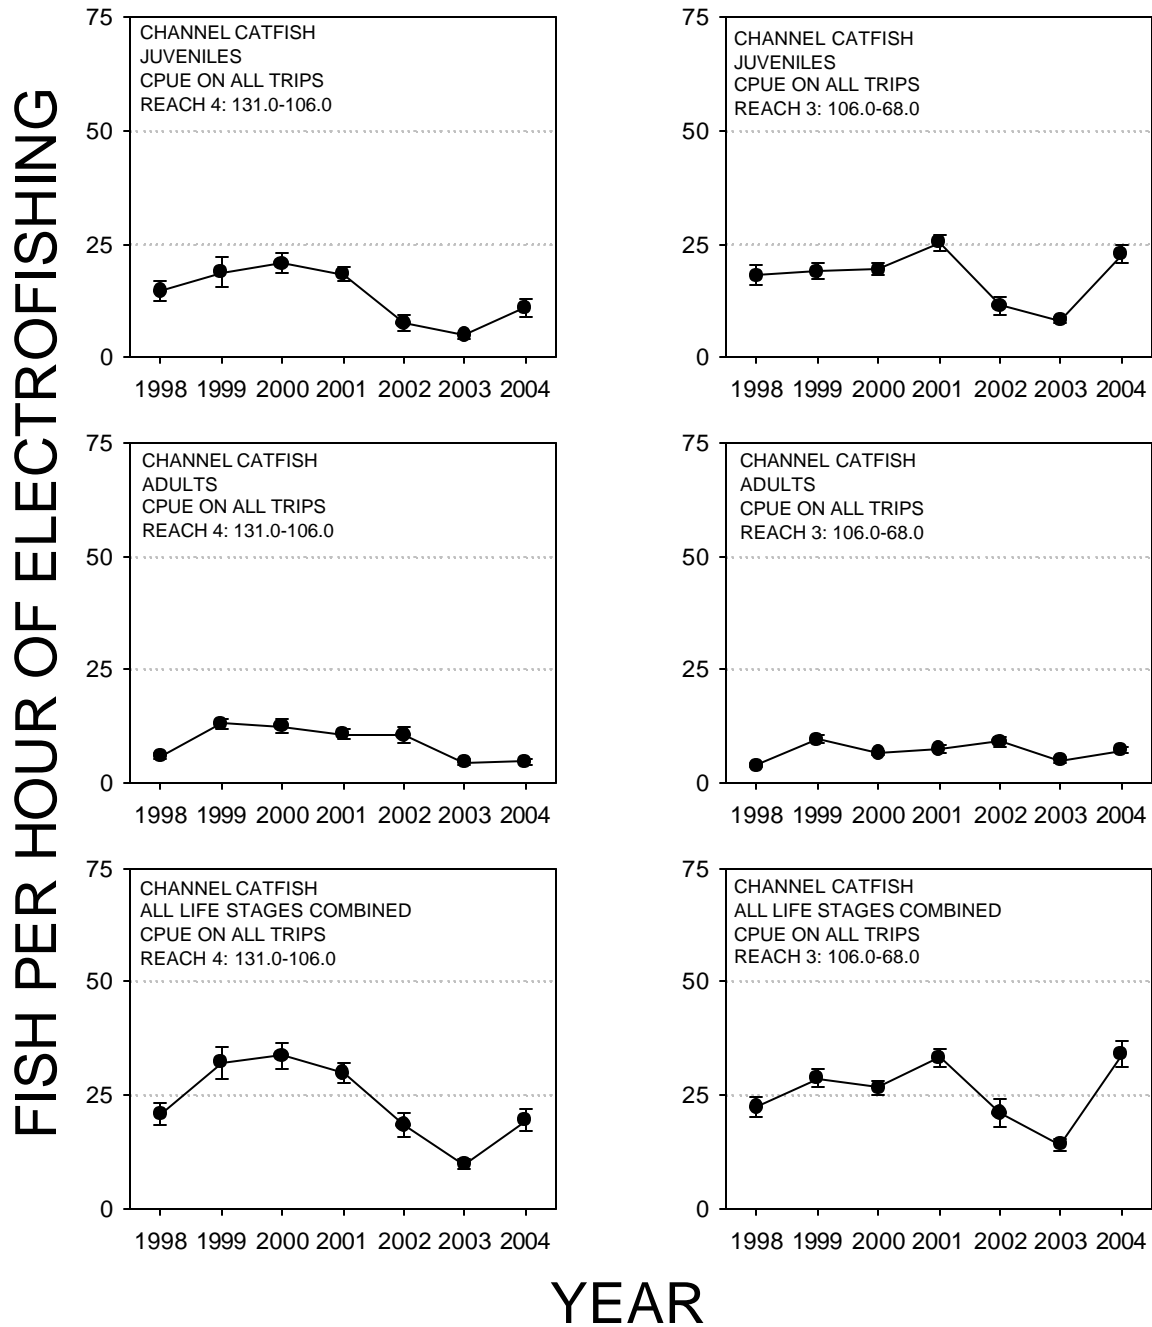 FISH PER HOUR OF ELECTROFISHING
75
50
25
0
CHANNEL CATFISH
JUVENILES
CPUE ON ALL TRIPS
REACH 4: 131.0-106.0
1998 1999 2000 2001 2002 2003 2004
75
50
25
0
CHANNEL CATFISH
JUVENILES
CPUE ON ALL TRIPS
REACH 3: 106.0-68.0
1998 1999 2000 2001 2002 2003 2004
75
50
25
0
CHANNEL CATFISH
ADULTS
CPUE ON ALL TRIPS
REACH 4: 131.0-106.0
1998 1999 2000 2001 2002 2003 2004
75
50
25
0
CHANNEL CATFISH
ADULTS
CPUE ON ALL TRIPS
REACH 3: 106.0-68.0
1998 1999 2000 2001 2002 2003 2004
75
50
25
0
CHANNEL CATFISH
ALL LIFE STAGES COMBINED
CPUE ON ALL TRIPS
REACH 4: 131.0-106.0
1998 1999 2000 2001 2002 2003 2004
75
50
25
0
CHANNEL CATFISH
ALL LIFE STAGES COMBINED
CPUE ON ALL TRIPS
REACH 3: 106.0-68.0
1998 1999 2000 2001 2002 2003 2004
YEAR